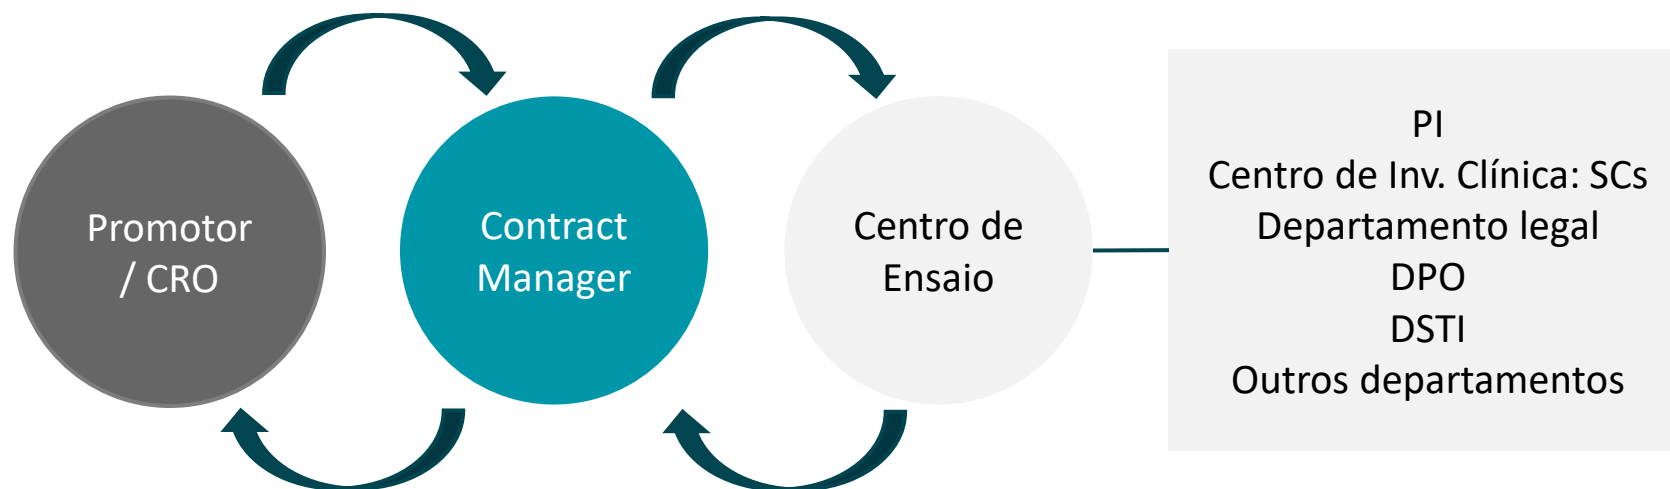 Promotor
/ CRO
Contract
Manager
Centro de
Ensaio
PI
Centro de Inv. Clínica: SCs
Departamento legal
DPO
DSTI
Outros departamentos